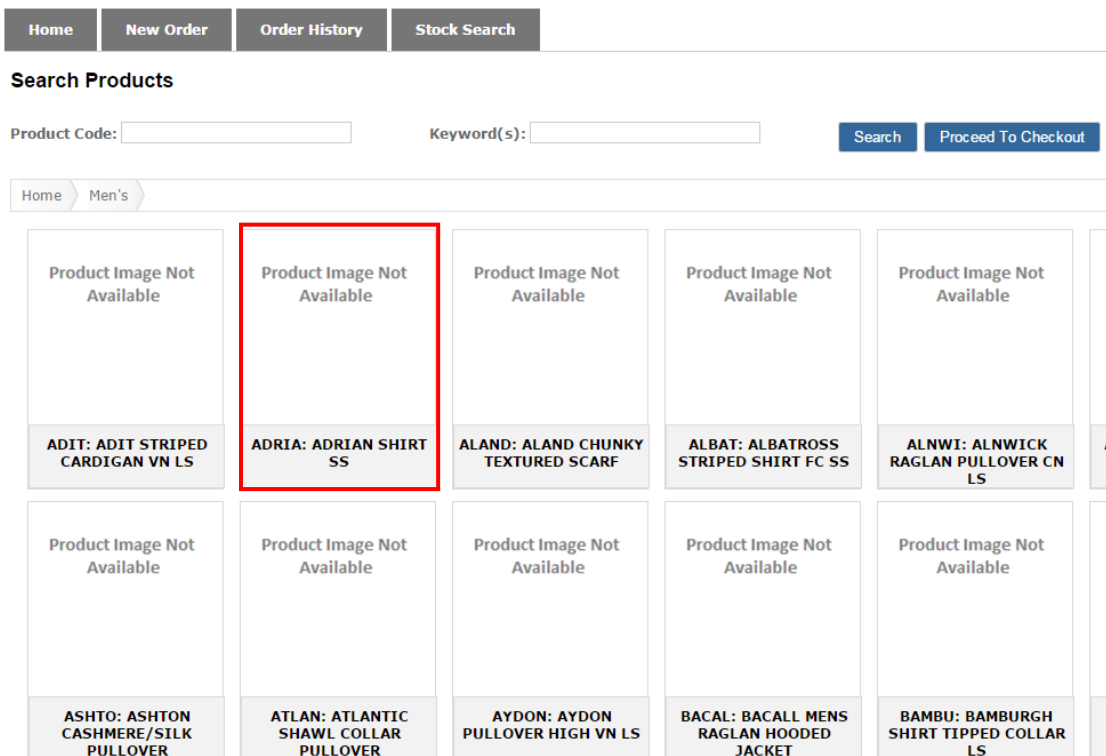 Home New Order Order History Stock Search
Search Products
Product Code: Keyword(s): Search Proceed To Checkout
Home Men's
Product Image Not Available
ADIT: ADIT STRIPED
CARDIGAN VN LS
Product Image Not Available
ADRIA: ADRIAN SHIRT
SS
Product Image Not Available
ALAND: ALAND CHUNKY
TEXTURED SCARF
Product Image Not Available
ALBAT: ALBATROSS
STRIPED SHIRT FC SS
Product Image Not Available
ALNWI: ALNWICK
RAGLAN PULLOVER CN
LS
Product Image Not Available
ASHTO: ASHTON
CASHMERE/SILK
PULLOVER
Product Image Not Available
ATLAN: ATLANTIC
SHAWL COLLAR
PULLOVER
Product Image Not Available
AYDON: AYDON
PULLOVER HIGH VN LS
Product Image Not Available
BACAL: BACALL MENS
RAGLAN HOODED
JACKET
Product Image Not Available
BAMBU: BAMBURGH
SHIRT TIPPED COLLAR
LS